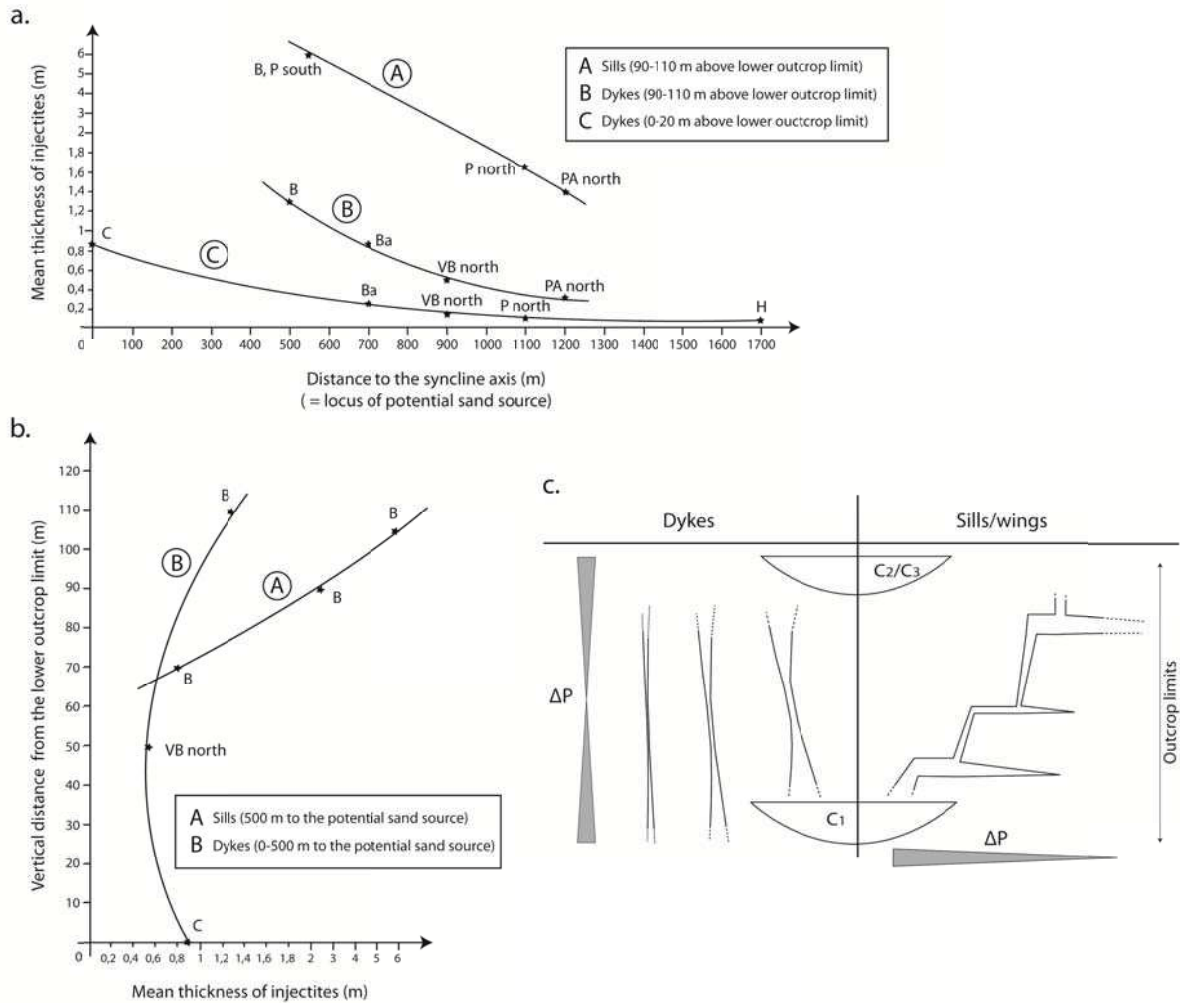 a.
Mean thickness of injectites (m)
6
5
4
3
2
1,8
1,6
1,4
1,2
1
0,8
0,6
0,4
0,2
0 100 200 300 400 500 600 700 800 900 1000 1100 1200 1300 1400 1500 1600 1700
B, P south
A
P north
PA north
B
B
Ba
VB north
PA north
C
C
Ba
VB north
P north
H
A Sills (90-110 m above lower outcrop limit)
B Dykes (90-110 m above lower outcrop limit)
C Dykes (0-20 m above lower ouctcrop limit)
Distance to the syncline axis (m)
( = locus of potential sand source)
b.
Vertical distance from the lower outcrop limit (m)
120
110
100
90
80
70
60
50
40
30
20
10
0 0,2 0,4 0,6 0,8 1 1,2 1,4 1,6 1,8 2 3 4 5 6
B
B
B
A
B
B
VB north
C
A Sills (500 m to the potential sand source)
B Dykes (0-500 m to the potential sand source)
Mean thickness of injectites (m)
c.
Dykes
Sills/wings
C2/C3
ΔP
C1
ΔP
Outcrop limits